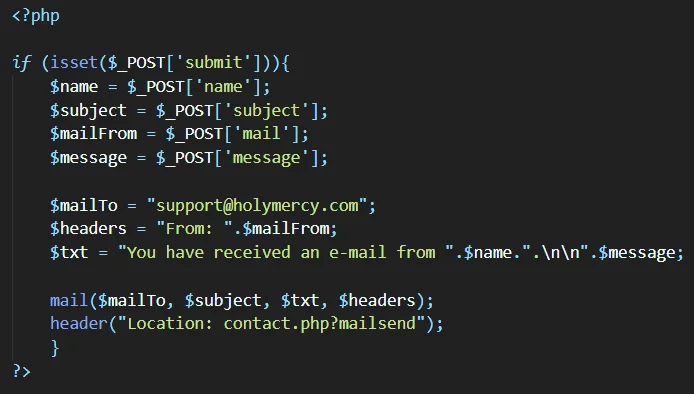 <?php
if (isset($_POST['submit'])){
$name = $_POST['name'];
$subject = $_POST['subject'];
$mailFrom = $_POST['mail'];
$message = $_POST['message'];
$mailTo = "support@holymercy.com";
$headers = "From: ".$mailFrom;
$txt = "You have received an e-mail from ".$name.".\n\n".$message;
mail($mailTo, $subject, $txt, $headers);
header("Location: contact.php?mailsend");
}
?>